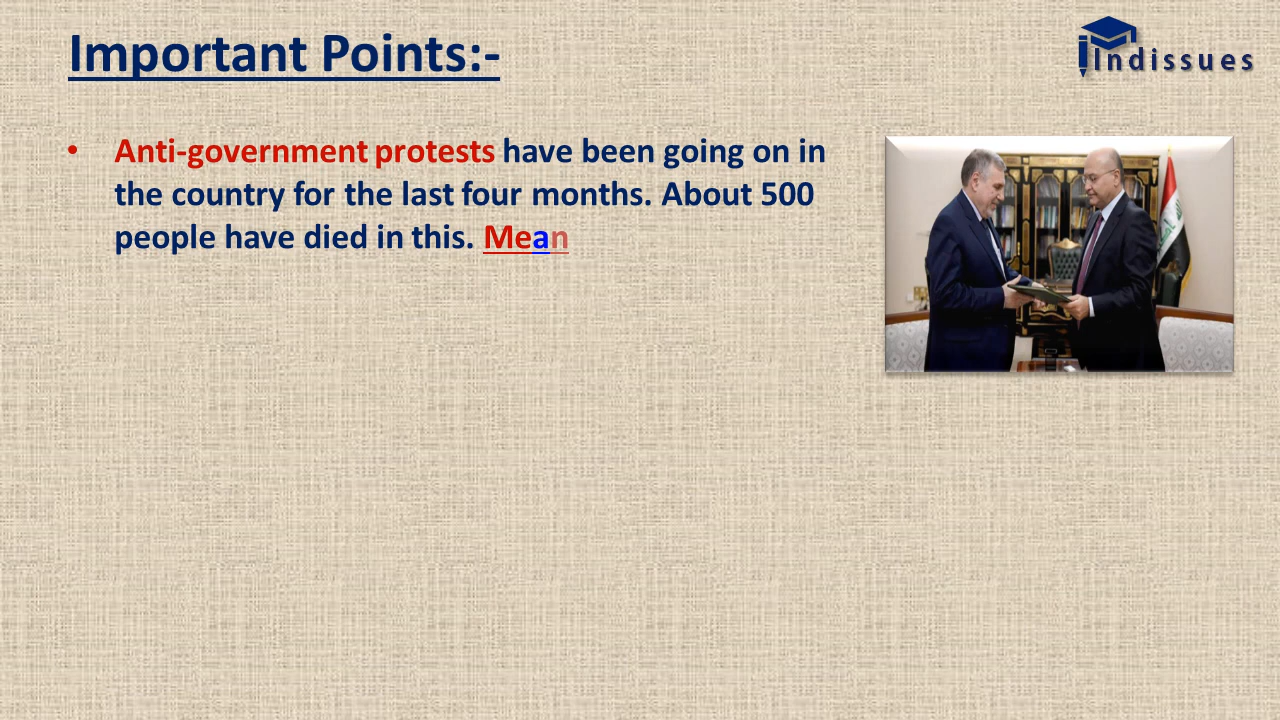 Important Points:-
Indissues
• Anti-government protests have been going on in
the country for the last four months. About 500
people have died in this. Mean